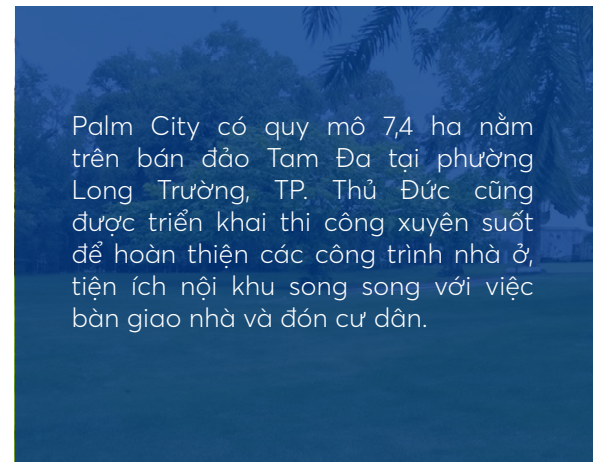 Palm City có quy mô 7,4 ha nằm
trên bán đảo Tam Đa tại phường
Long Trường, TP. Thủ Đức cũng
được triển khai thi công xuyên suốt
để hoàn thiện các công trình nhà ở,
tiện ích nội khu song song với việc
bàn giao nhà và đón cư dân.